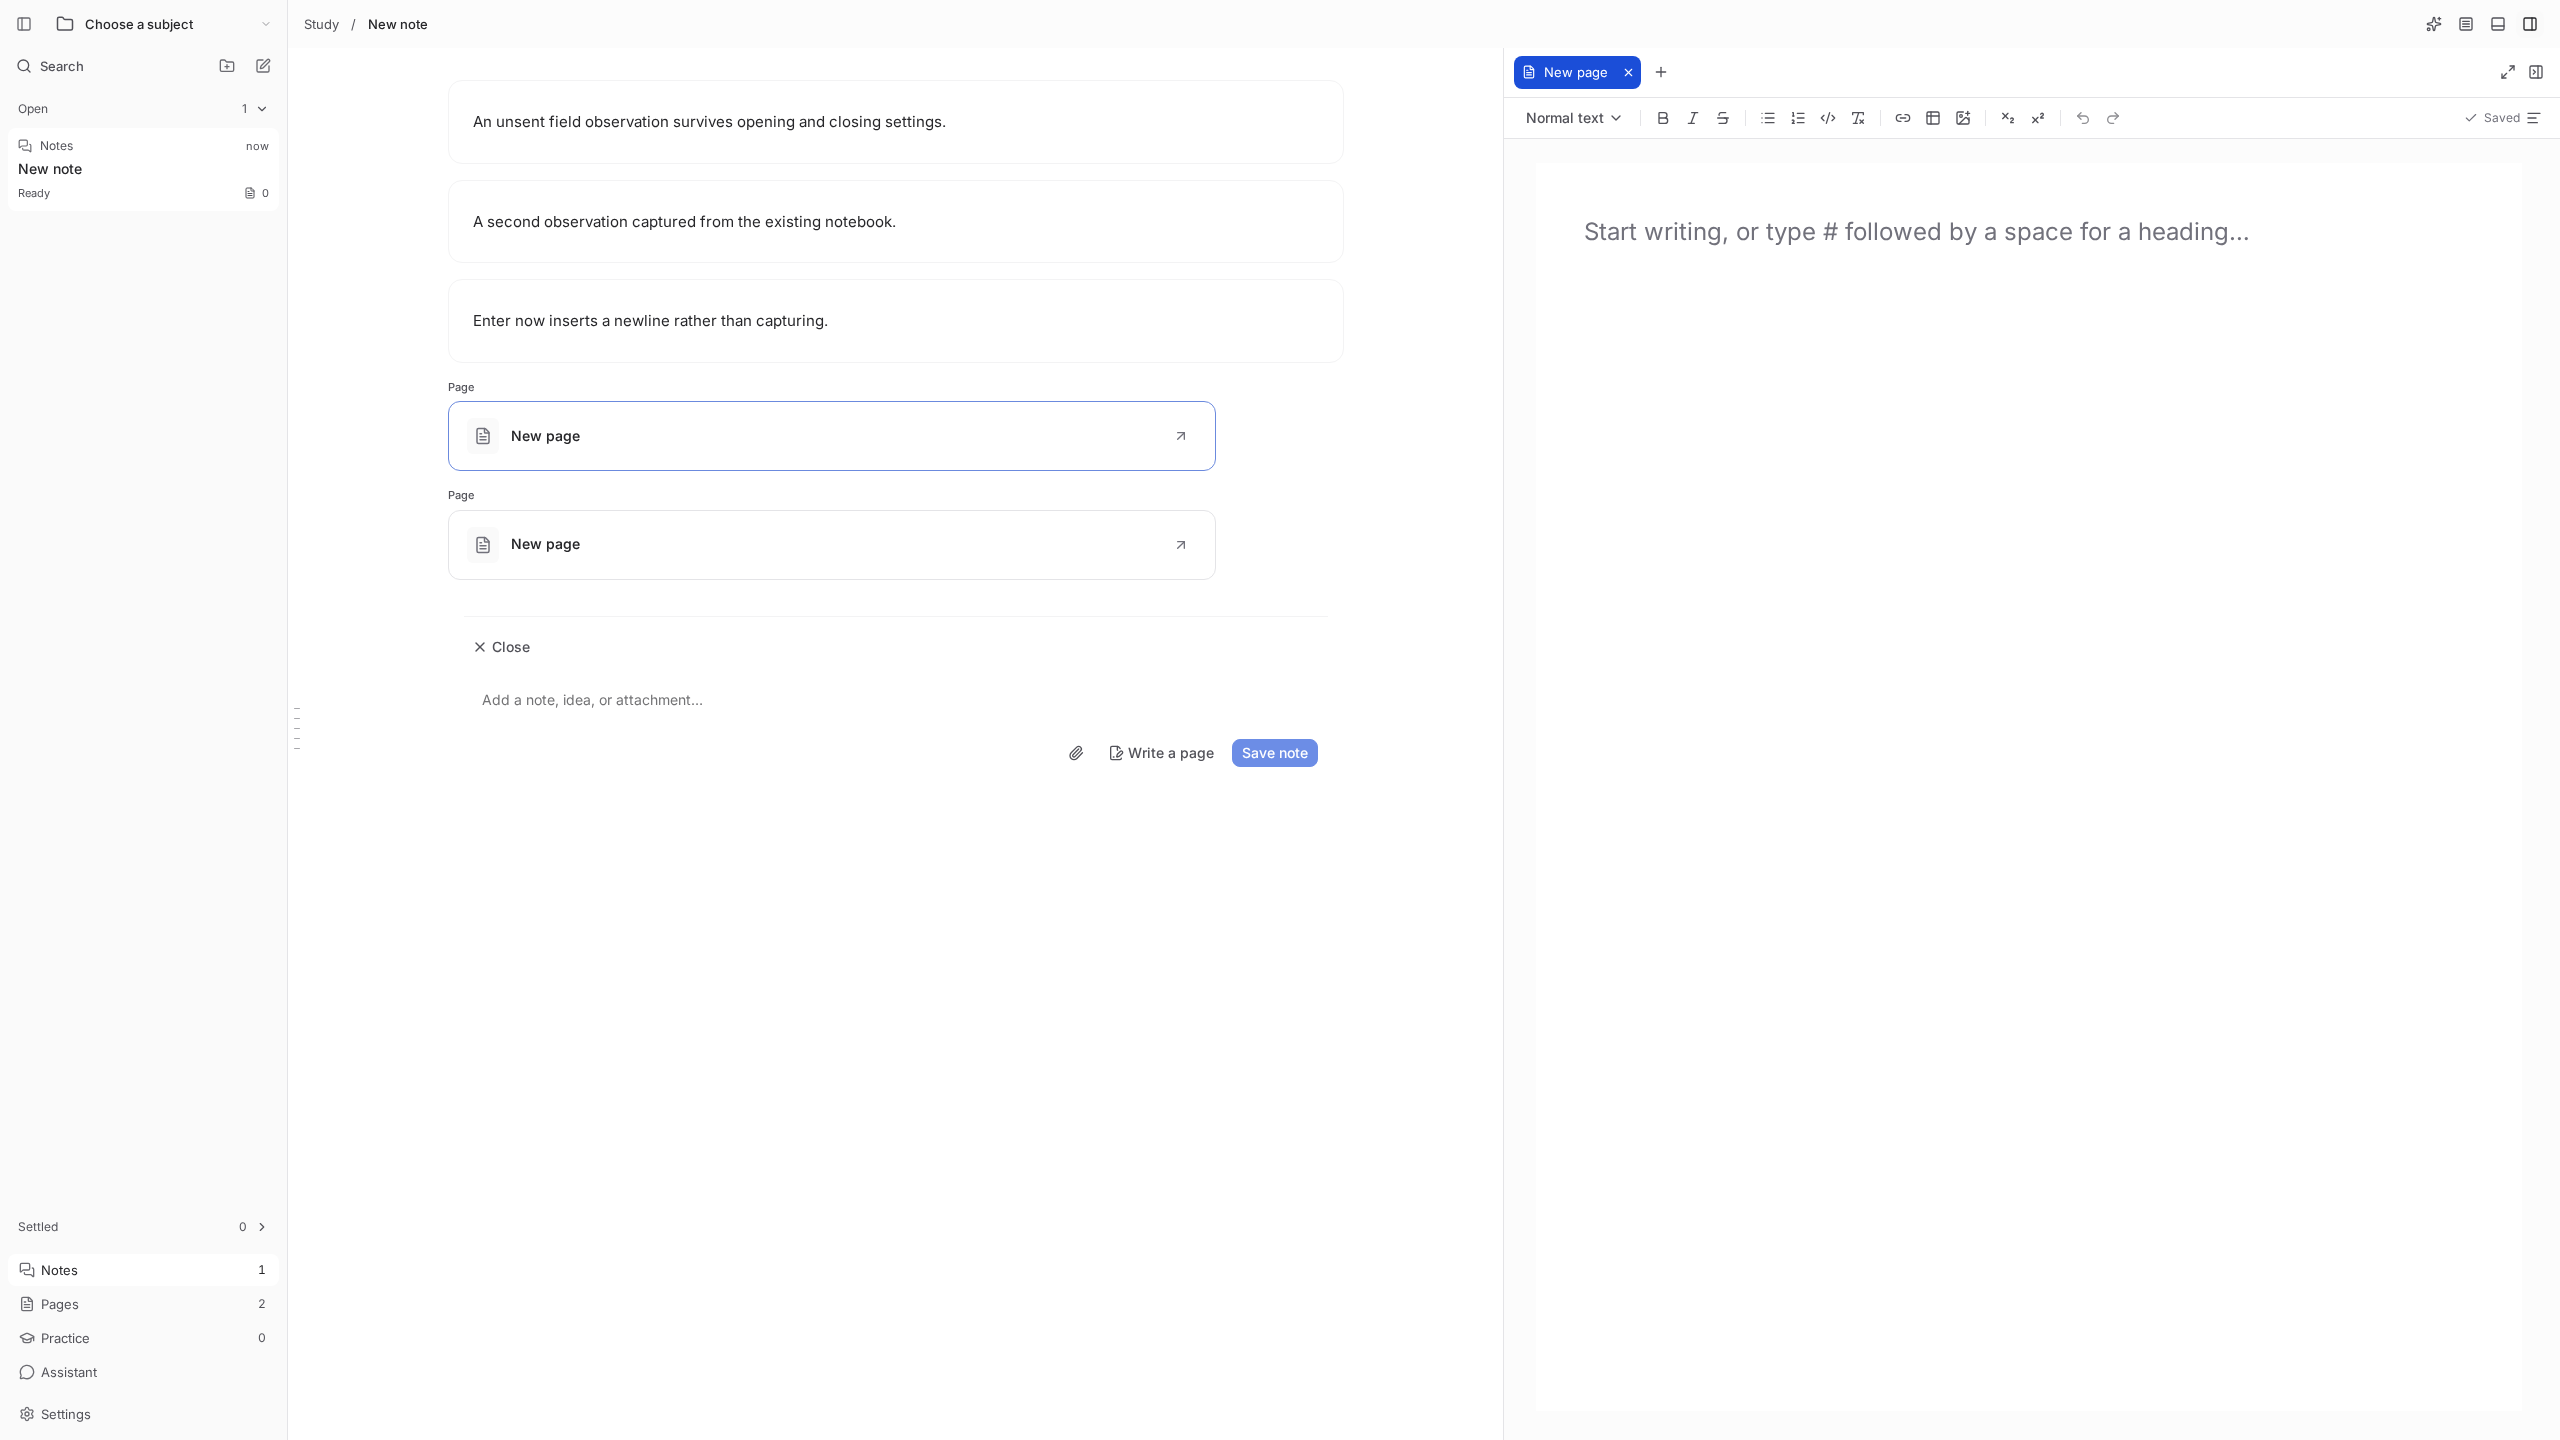 Choose a subject
Study / New note
Search
Open 1
Notes now
New note
Ready 0
An unsent field observation survives opening and closing settings.
A second observation captured from the existing notebook.
Enter now inserts a newline rather than capturing.
Page
New page
Page
New page
Close
Add a note, idea, or attachment...
Write a page
Save note
New page
Normal text
Saved
Start writing, or type # followed by a space for a heading...
Settled 0
Notes 1
Pages 2
Practice 0
Assistant
Settings